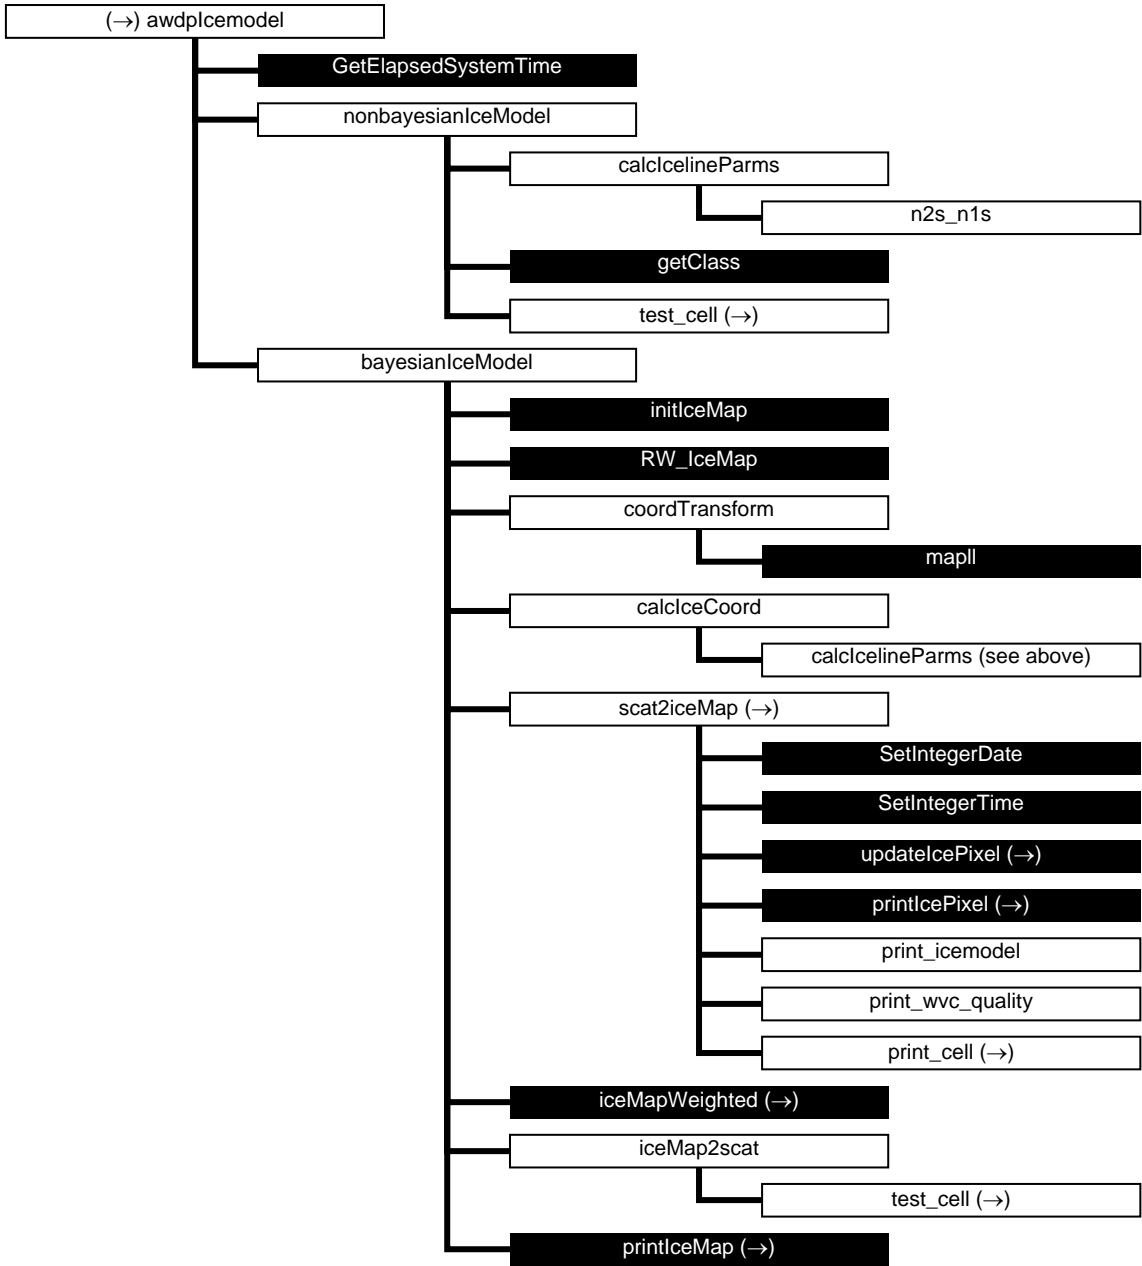 (→) awdpIcemodel
GetElapsedSystemTime
nonbayesianIceModel
calcIcelineParms
n2s_n1s
getClass
test_cell (→)
bayesianIceModel
initIceMap
RW_IceMap
coordTransform
mapll
calcIceCoord
calcIcelineParms (see above)
scat2iceMap (→)
SetIntegerDate
SetIntegerTime
updateIcePixel (→)
printIcePixel (→)
print_icemodel
print_wvc_quality
print_cell (→)
iceMapWeighted (→)
iceMap2scat
test_cell (→)
printIceMap (→)